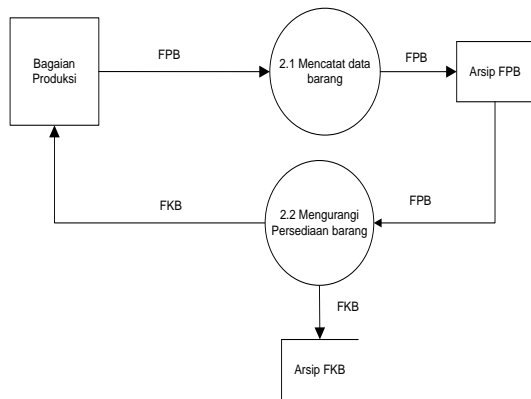 Bagaian
Produksi
FPB
2.1 Mencatat data
barang
FPB
Arsip FPB
FKB
2.2 Mengurangi
Persediaan barang
FPB
FKB
Arsip FKB